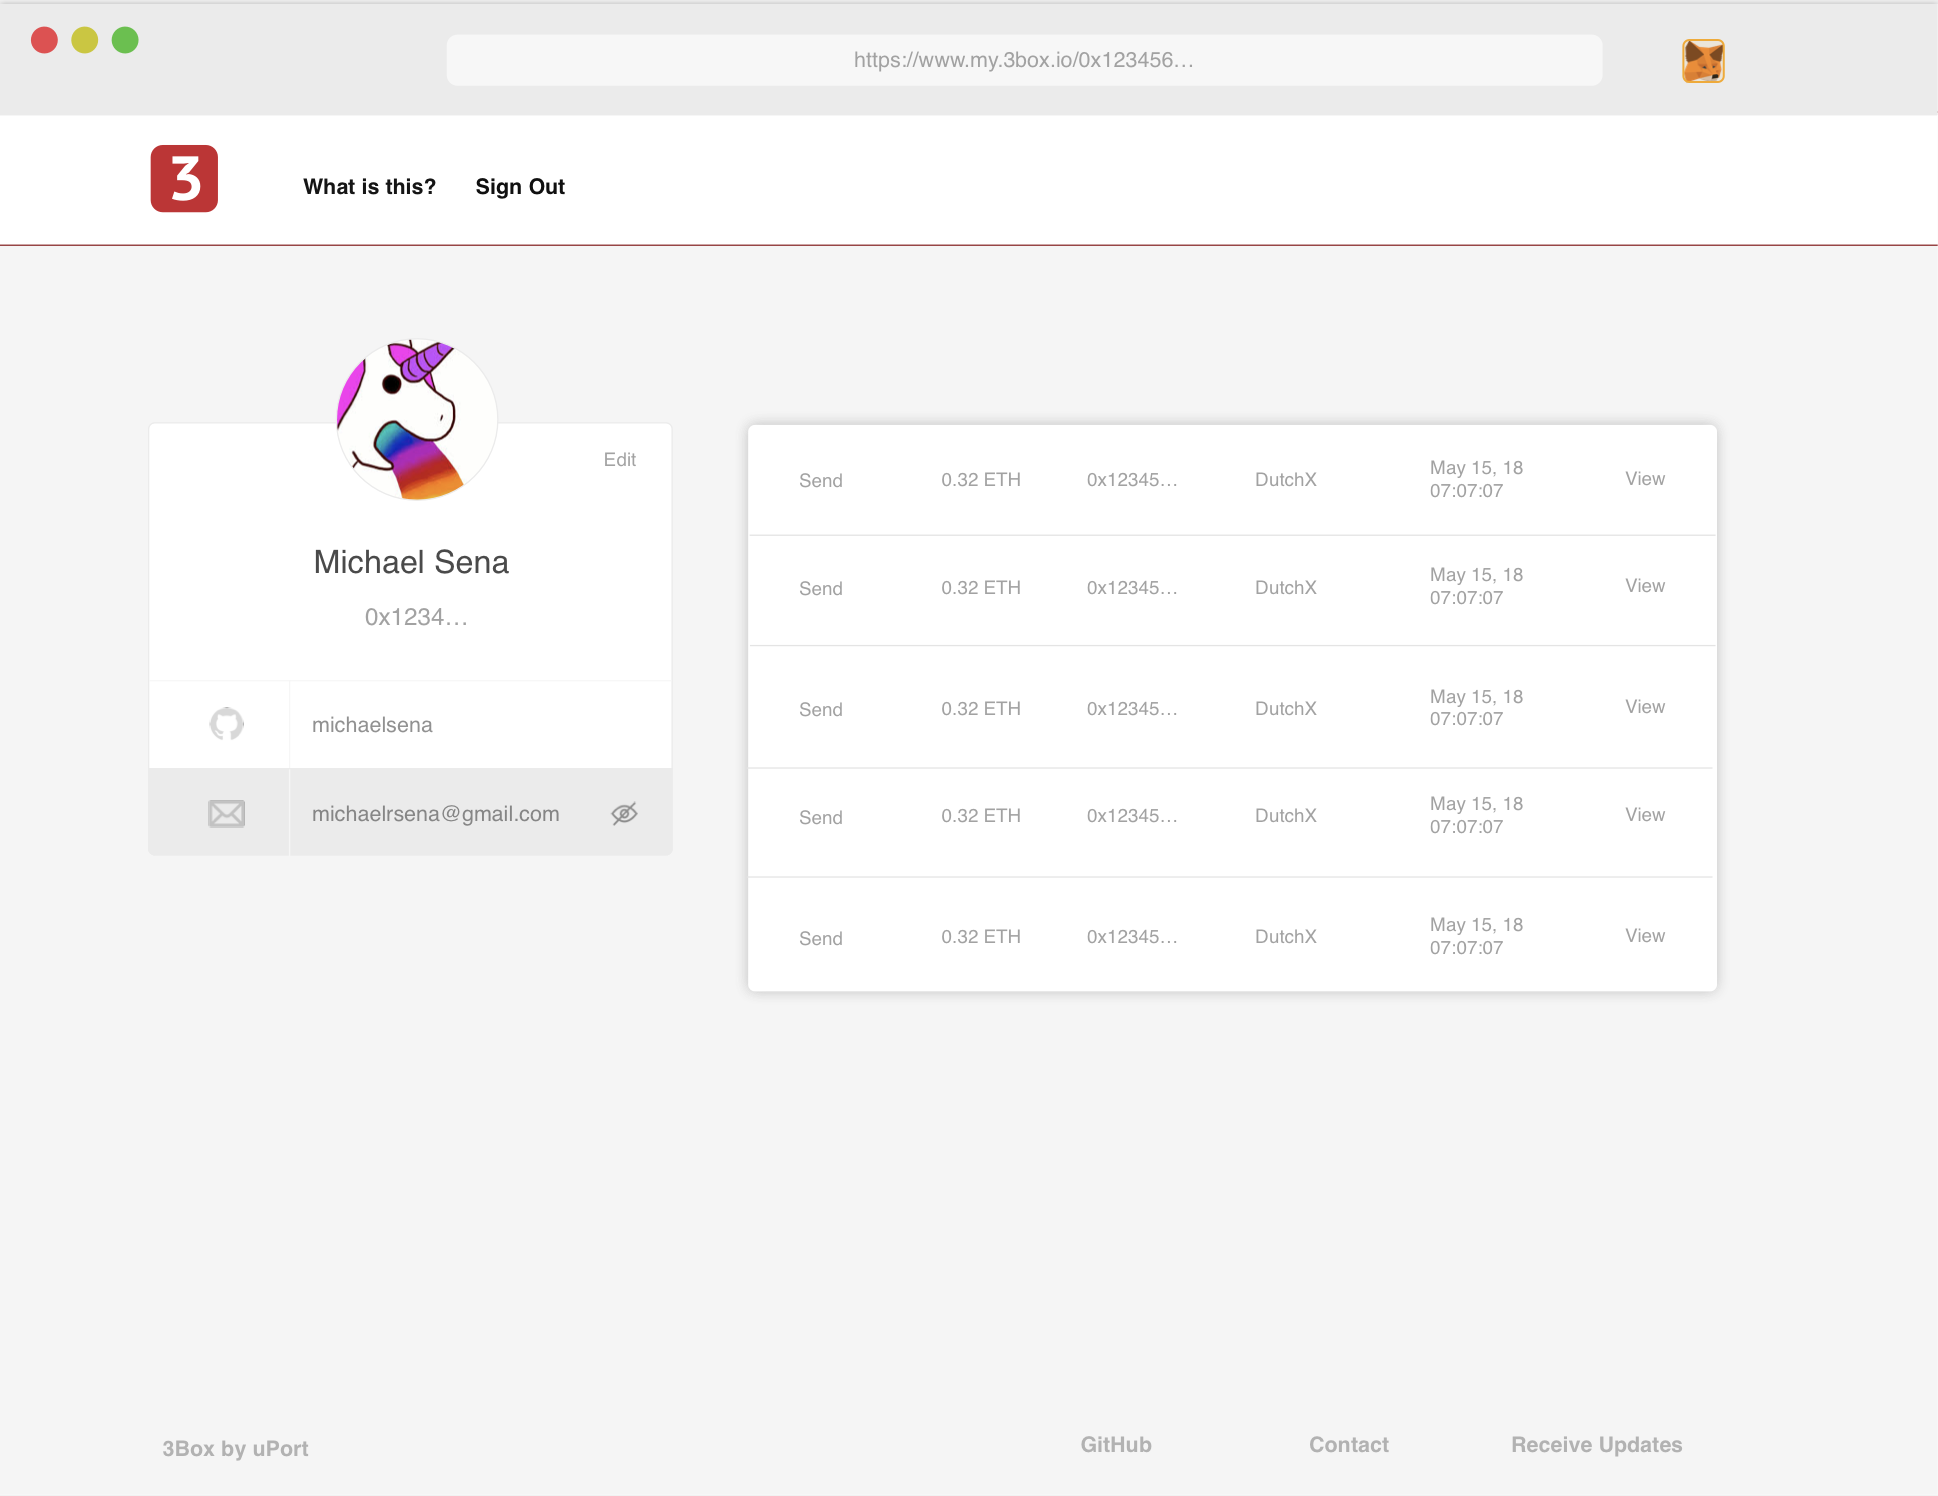 https://www.my.3box.io/0x123456…
3
What is this? Sign Out
Edit
Michael Sena
0x1234…
michaelsena
michaelrsena@gmail.com
Send 0.32 ETH 0x12345… DutchX May 15, 18 View
07:07:07
Send 0.32 ETH 0x12345… DutchX May 15, 18 View
07:07:07
Send 0.32 ETH 0x12345… DutchX May 15, 18 View
07:07:07
Send 0.32 ETH 0x12345… DutchX May 15, 18 View
07:07:07
Send 0.32 ETH 0x12345… DutchX May 15, 18 View
07:07:07
3Box by uPort GitHub Contact Receive Updates